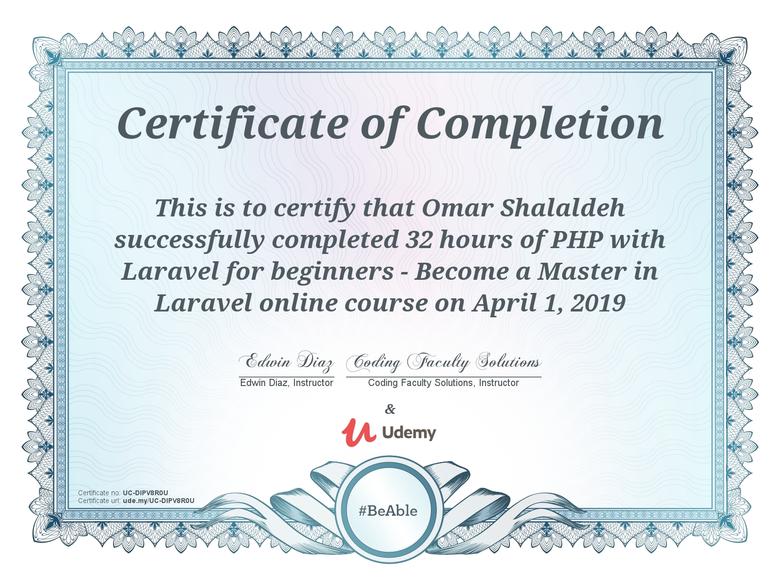 Certificate of Completion
This is to certify that Omar Shalaldeh
successfully completed 32 hours of PHP with
Laravel for beginners - Become a Master in
Laravel online course on April 1, 2019
Edwin Diaz Coding Faculty Solutions
Edwin Diaz, Instructor Coding Faculty Solutions, Instructor
&
Udemy
Certificate no: UC-DIPV8R0U
Certificate url: ude.my/UC-DIPV8R0U
#BeAble